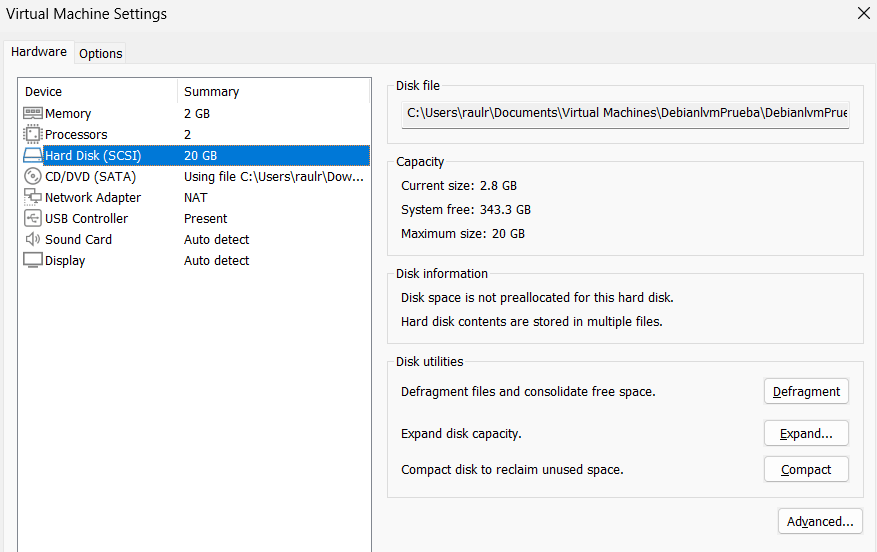 Virtual Machine Settings
Hardware Options
Device Summary
Memory 2 GB
Processors 2
Hard Disk (SCSI) 20 GB
CD/DVD (SATA) Using file C:\Users\raulr\Dow...
Network Adapter NAT
USB Controller Present
Sound Card Auto detect
Display Auto detect
Disk file
C:\Users\raulr\Documents\Virtual Machines\DebianlvmPrueba\DebianlvmPrue
Capacity
Current size: 2.8 GB
System free: 343.3 GB
Maximum size: 20 GB
Disk information
Disk space is not preallocated for this hard disk.
Hard disk contents are stored in multiple files.
Disk utilities
Defragment files and consolidate free space. Defragment
Expand disk capacity. Expand...
Compact disk to reclaim unused space. Compact
Advanced...